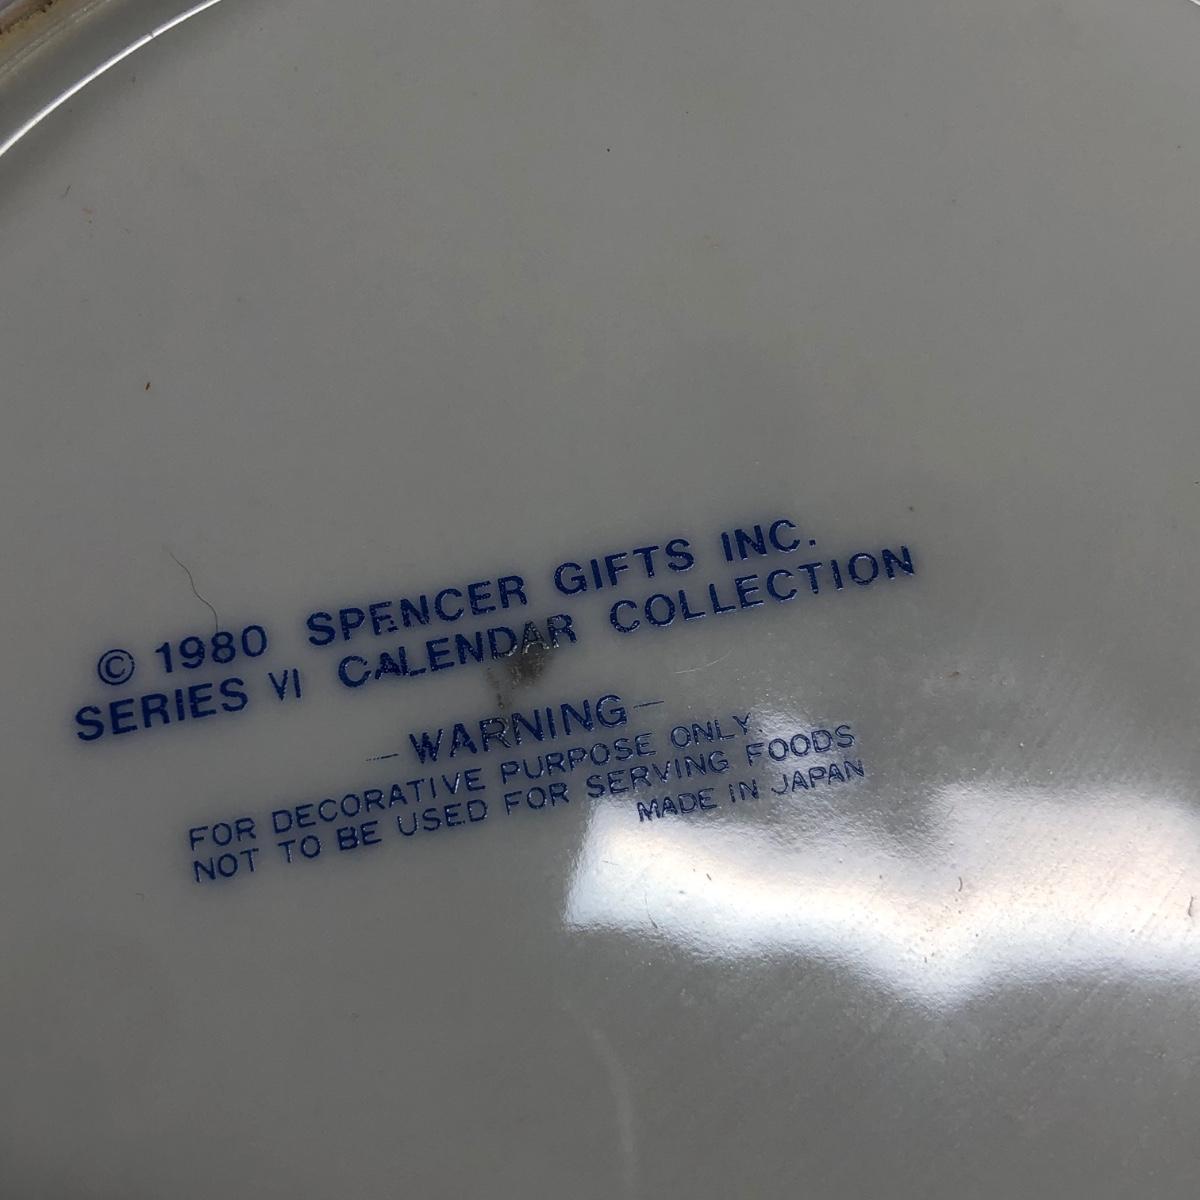 © 1980 SPENCER GIFTS INC.
SERIES VI CALENDAR COLLECTION
—WARNING—
FOR DECORATIVE PURPOSE ONLY
NOT TO BE USED FOR SERVING FOODS
MADE IN JAPAN